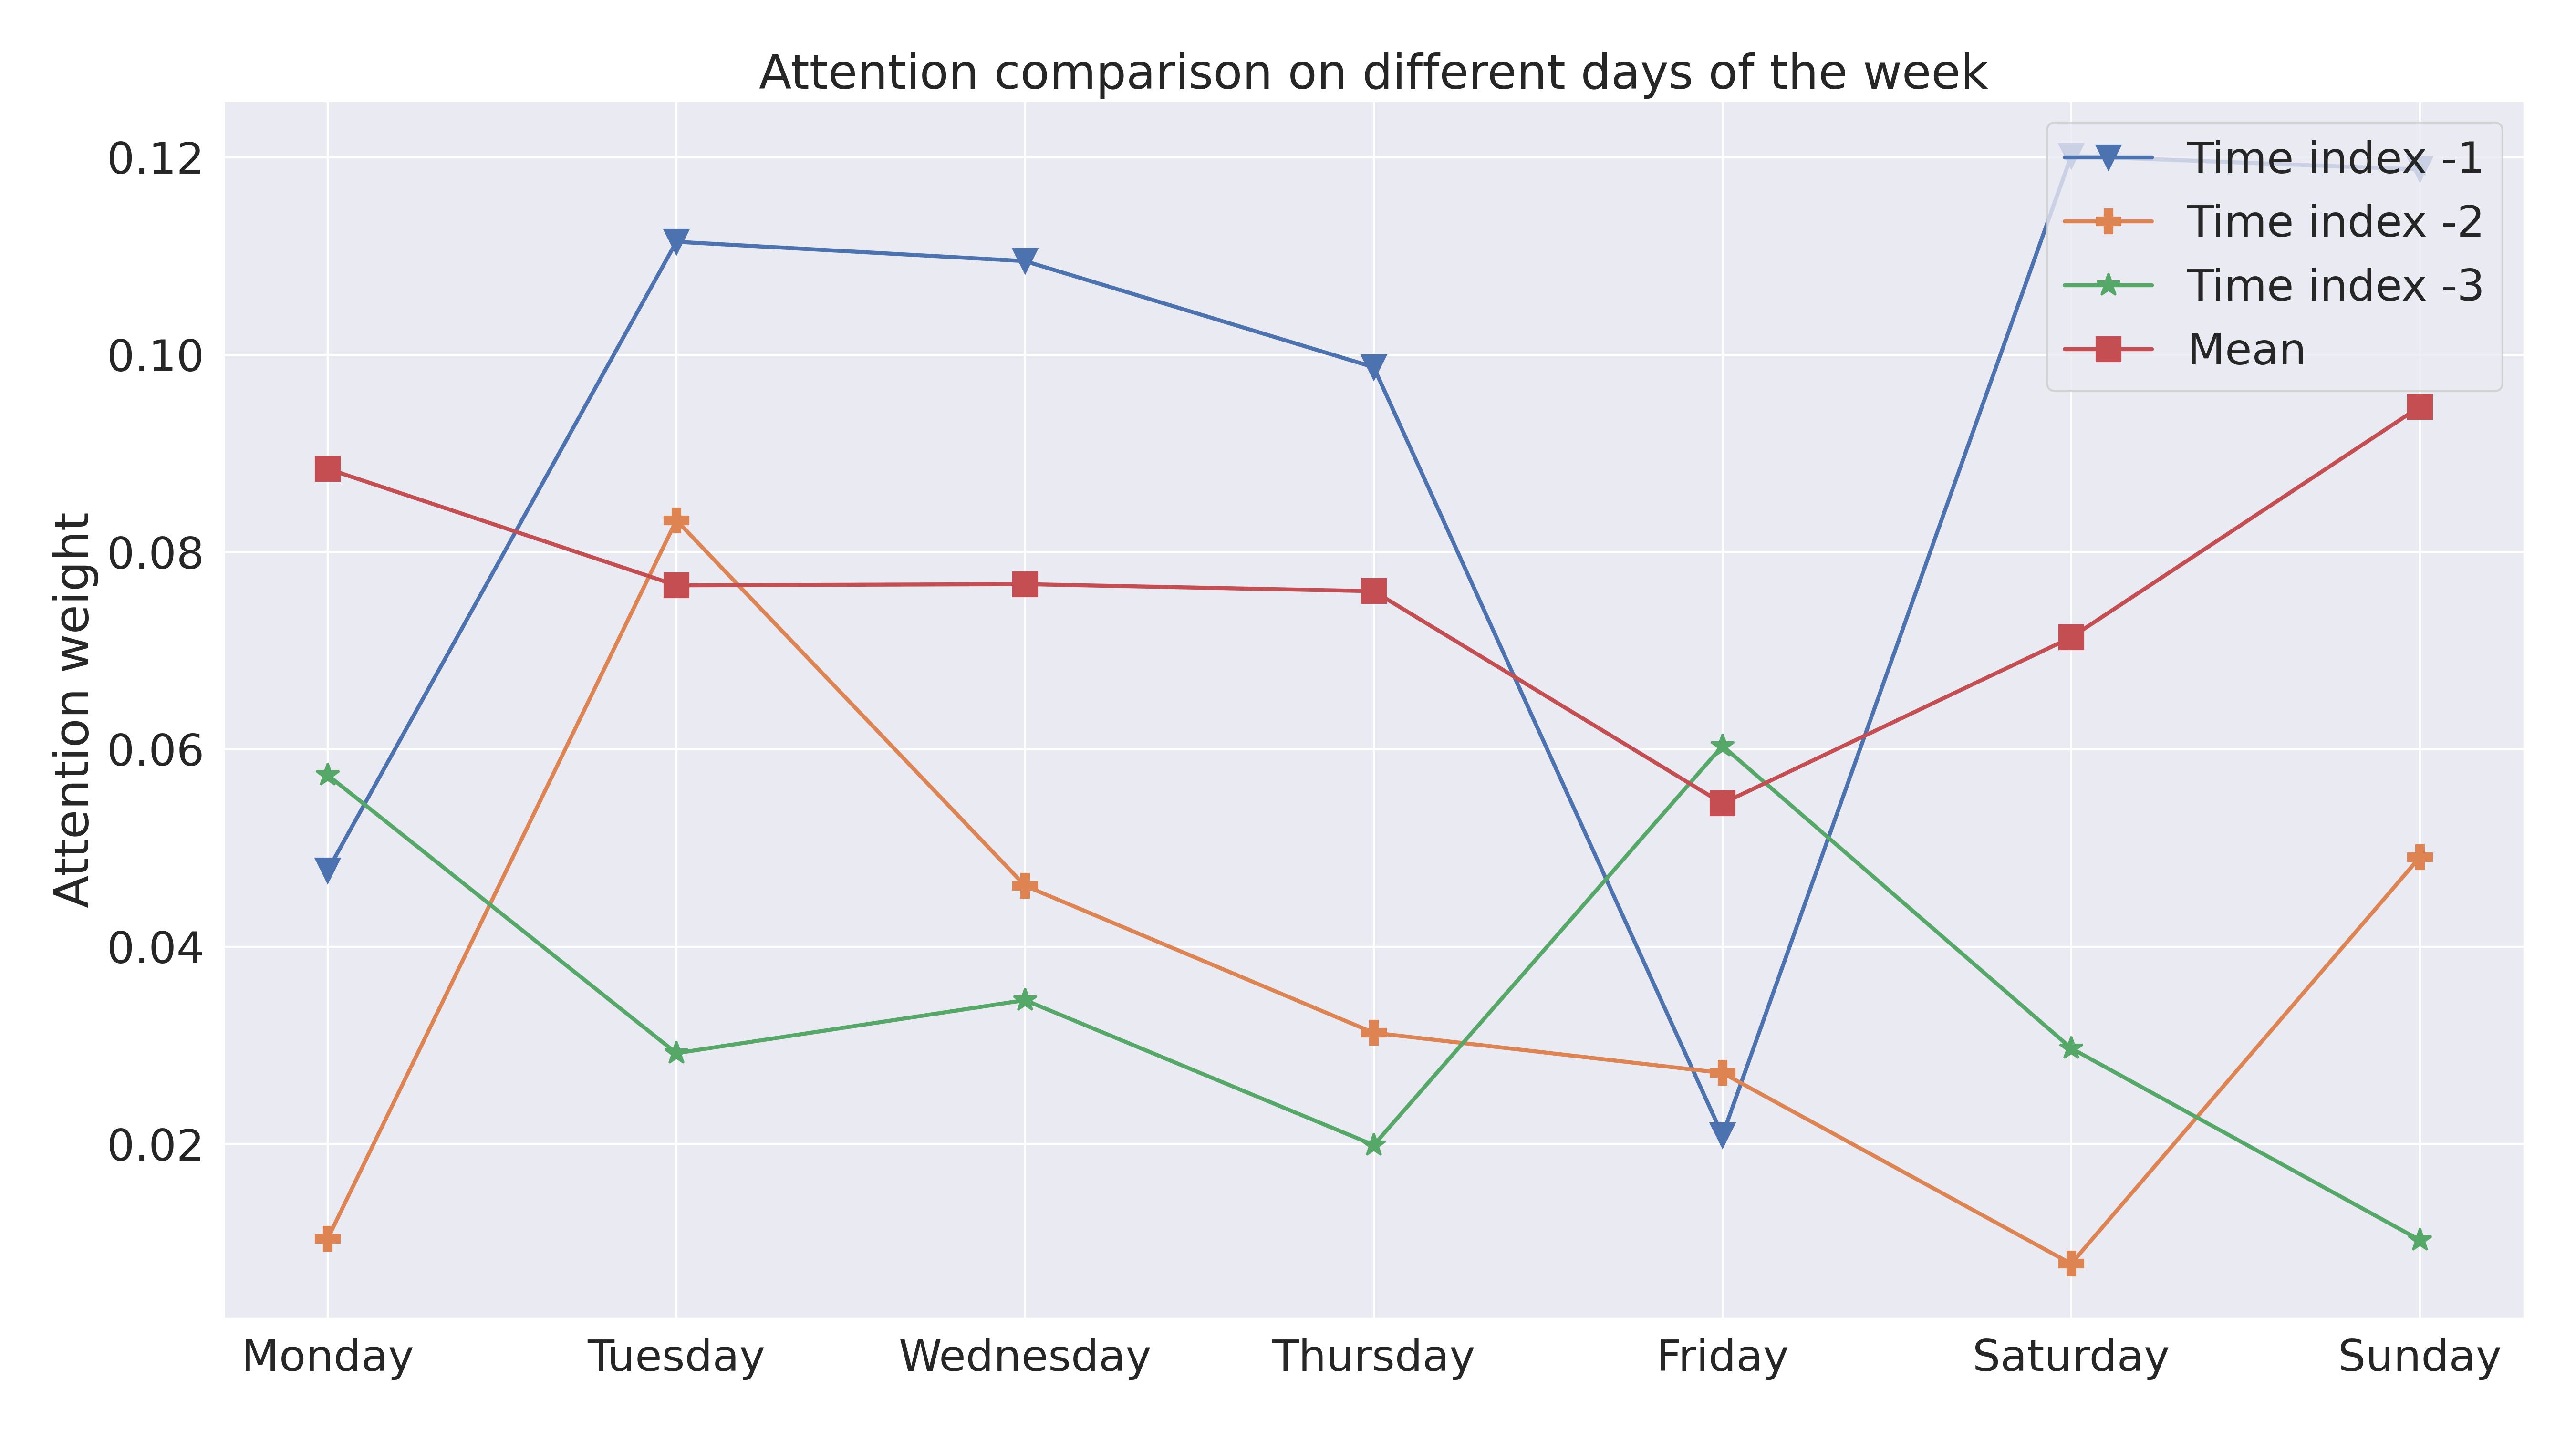 Attention comparison on different days of the week
Attention weight
0.12
0.10
0.08
0.06
0.04
0.02
Monday
Tuesday
Wednesday
Thursday
Friday
Saturday
Sunday
Time index -1
Time index -2
Time index -3
Mean